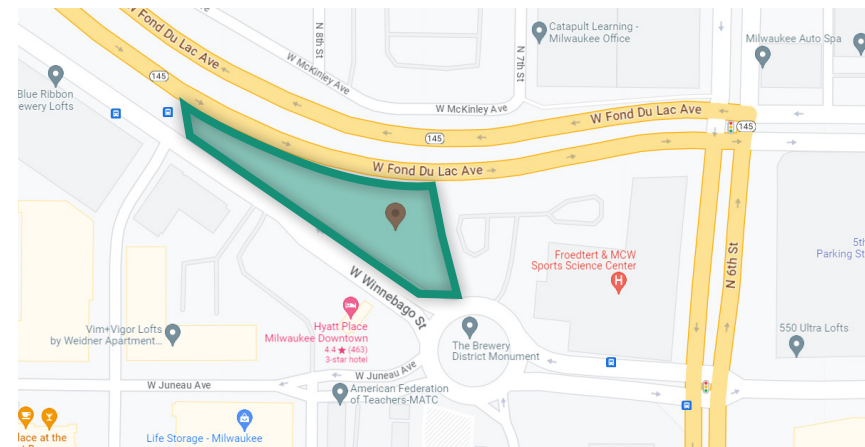 W Fond Du Lac Ave
N 8th St
W McKinley Ave
N 7th St
Catapult Learning -
Milwaukee Office
Milwaukee Auto Spa
145
Blue Ribbon
ewery Lofts
W McKinley Ave
W Fond Du Lac Ave
145
145
W Fond Du Lac Ave
Froedtert & MCW
Sports Science Center
H
N 6th St
5th
Parking St
W Winnebago St
Hyatt Place
Milwaukee Downtown
4.4 ★ (463)
3-star hotel
Vim+Vigor Lofts
by Weidner Apartment...
The Brewery
District Monument
550 Ultra Lofts
W Juneau Ave
W Juneau Ave
American Federation
of Teachers-MATC
lace at the
Life Storage - Milwaukee